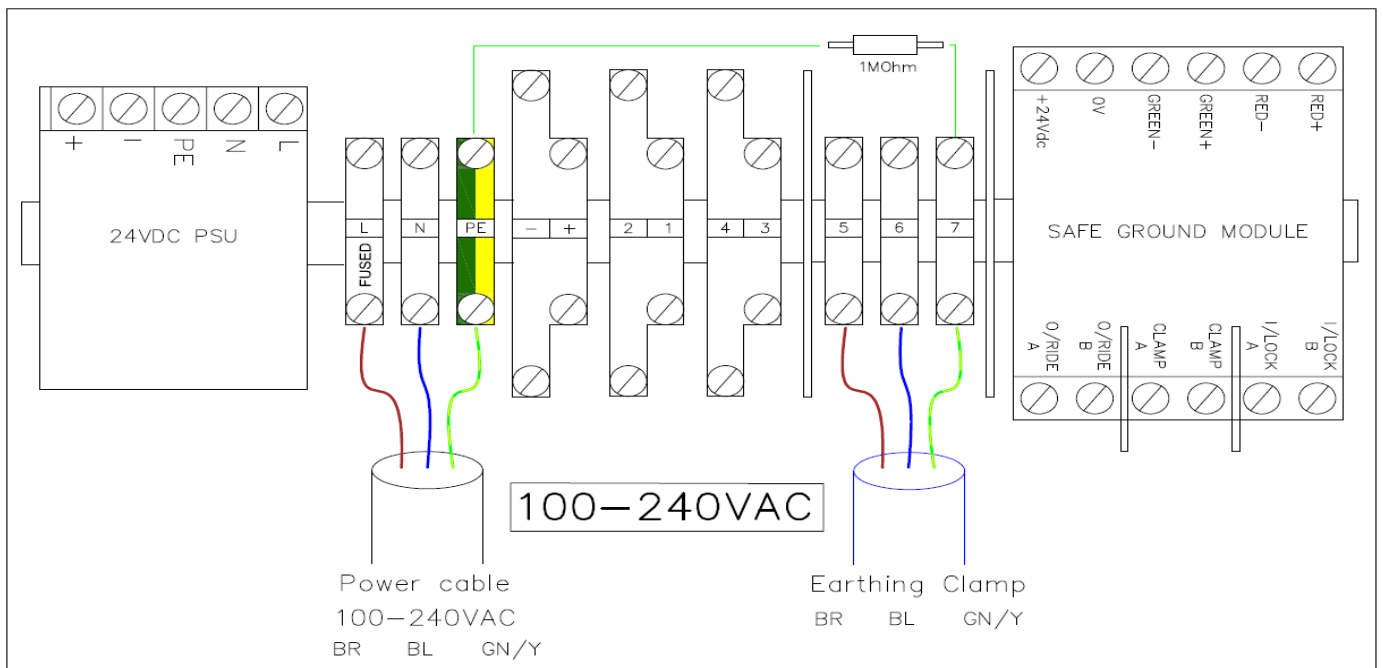 1MOhm
+ I PE N L
24VDC PSU
L
FUSED
N
PE
- +
2 1
4 3
5
6
7
+24Vdc
0V
GREEN-
GREEN+
RED-
RED+
SAFE GROUND MODULE
O/RIDE A
O/RIDE B
CLAMP A
CLAMP B
I/LOCK A
I/LOCK B
100-240VAC
Power cable
100-240VAC
BR BL GN/Y
Earthing Clamp
BR BL GN/Y